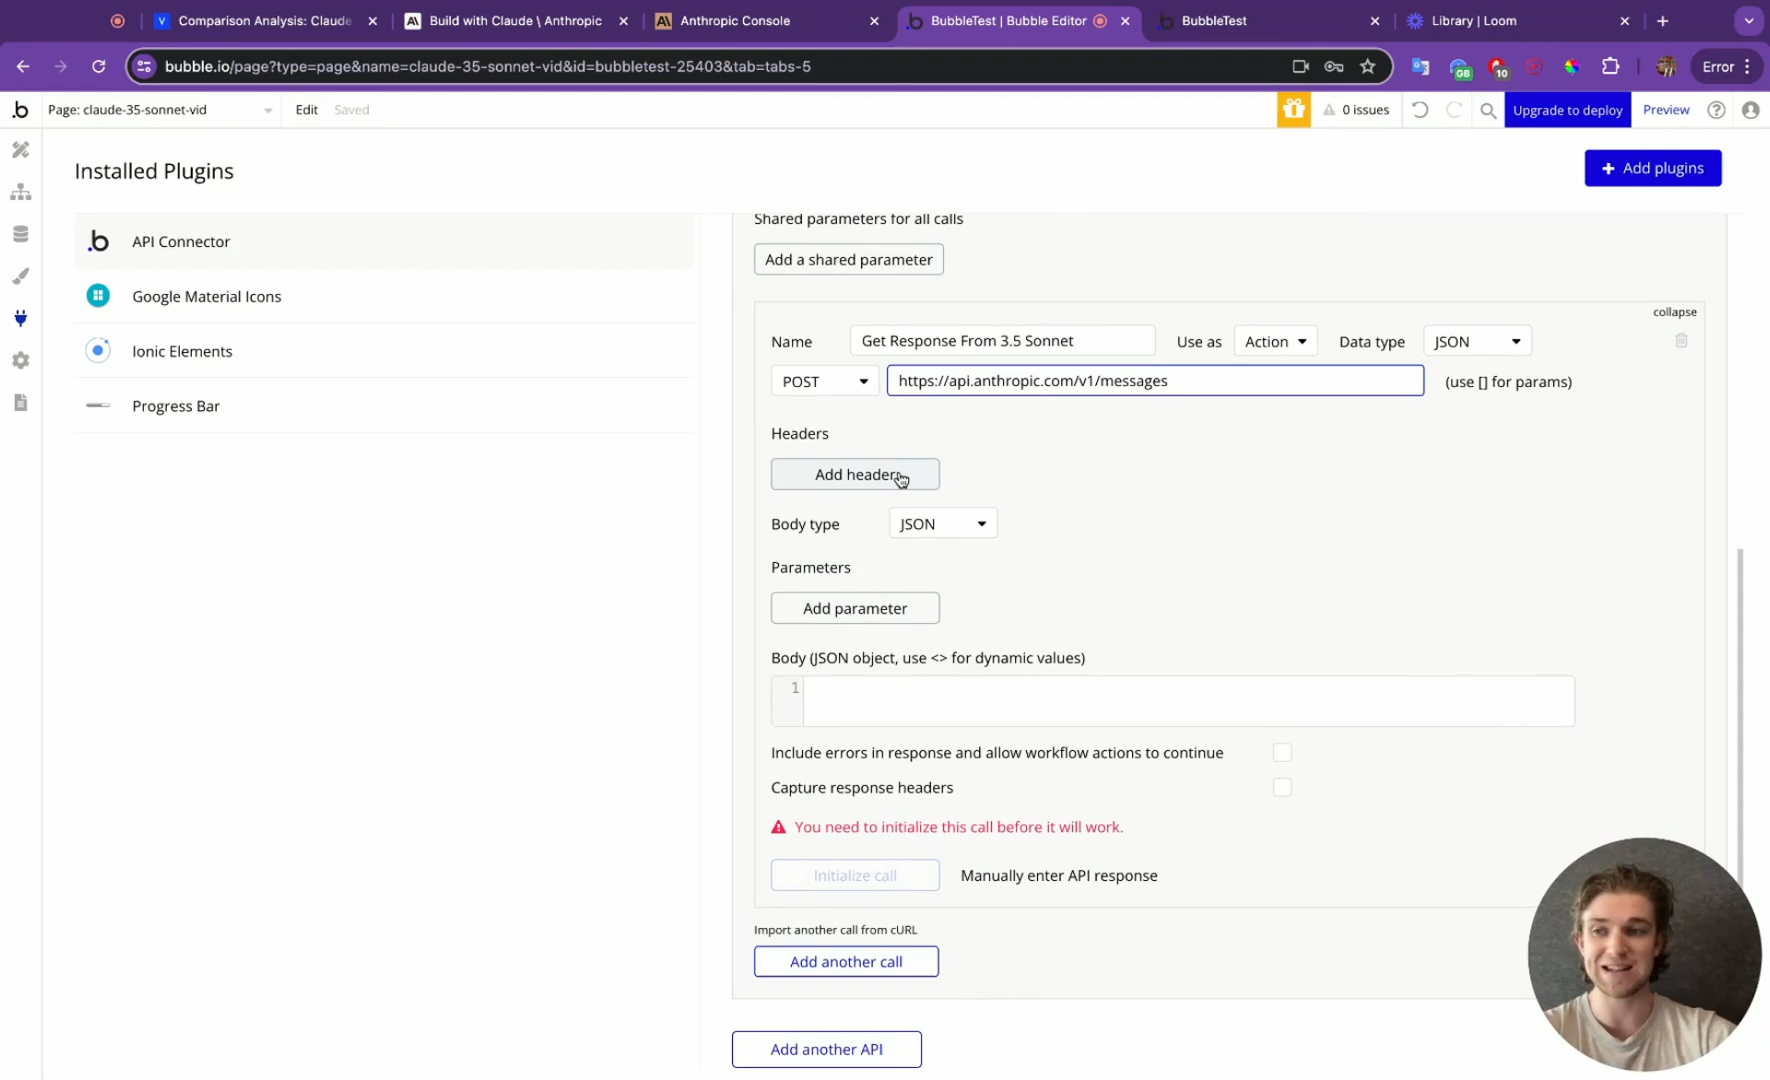 Comparison Analysis: Claude
Build with Claude \ Anthropic
Anthropic Console
BubbleTest | Bubble Editor
BubbleTest
Library | Loom
bubble.io/page?type=page&name=claude-35-sonnet-vid&id=bubbletest-25403&tab=tabs-5
GB
10
Error
Page: claude-35-sonnet-vid
Edit
Saved
0 issues
Upgrade to deploy
Preview
Installed Plugins
+ Add plugins
API Connector
Google Material Icons
Ionic Elements
Progress Bar
Shared parameters for all calls
Add a shared parameter
collapse
Name
Get Response From 3.5 Sonnet
Use as
Action
Data type
JSON
POST
https://api.anthropic.com/v1/messages
(use [] for params)
Headers
Add header
Body type
JSON
Parameters
Add parameter
Body (JSON object, use <> for dynamic values)
1
Include errors in response and allow workflow actions to continue
Capture response headers
You need to initialize this call before it will work.
Initialize call
Manually enter API response
Import another call from cURL
Add another call
Add another API